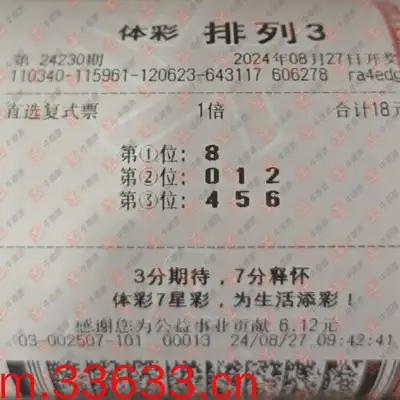 体彩 排列3
第 24230期 2024年08月27日开奖
110340-115961-120623-643117 606278 ra4edg
首选复式票 1倍 合计18元
第①位: 8
第②位: 0 1 2
第③位: 4 5 6
3分期待，7分释怀
体彩7星彩，为生活添彩！
感谢您为公益事业贡献 6.12元
03-002507-101 00013 24/08/27 09:42:41
m.33633.cn